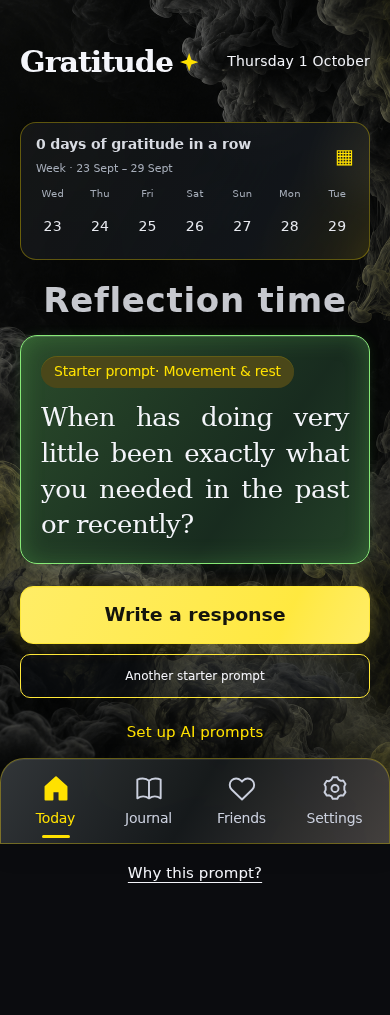 Gratitude
Thursday 1 October
0 days of gratitude in a row
Week · 23 Sept – 29 Sept
Wed Thu Fri Sat Sun Mon Tue
23 24 25 26 27 28 29
Reflection time
Starter prompt· Movement & rest
When has doing very
little been exactly what
you needed in the past
or recently?
Write a response
Another starter prompt
Set up AI prompts
Today Journal Friends Settings
Why this prompt?